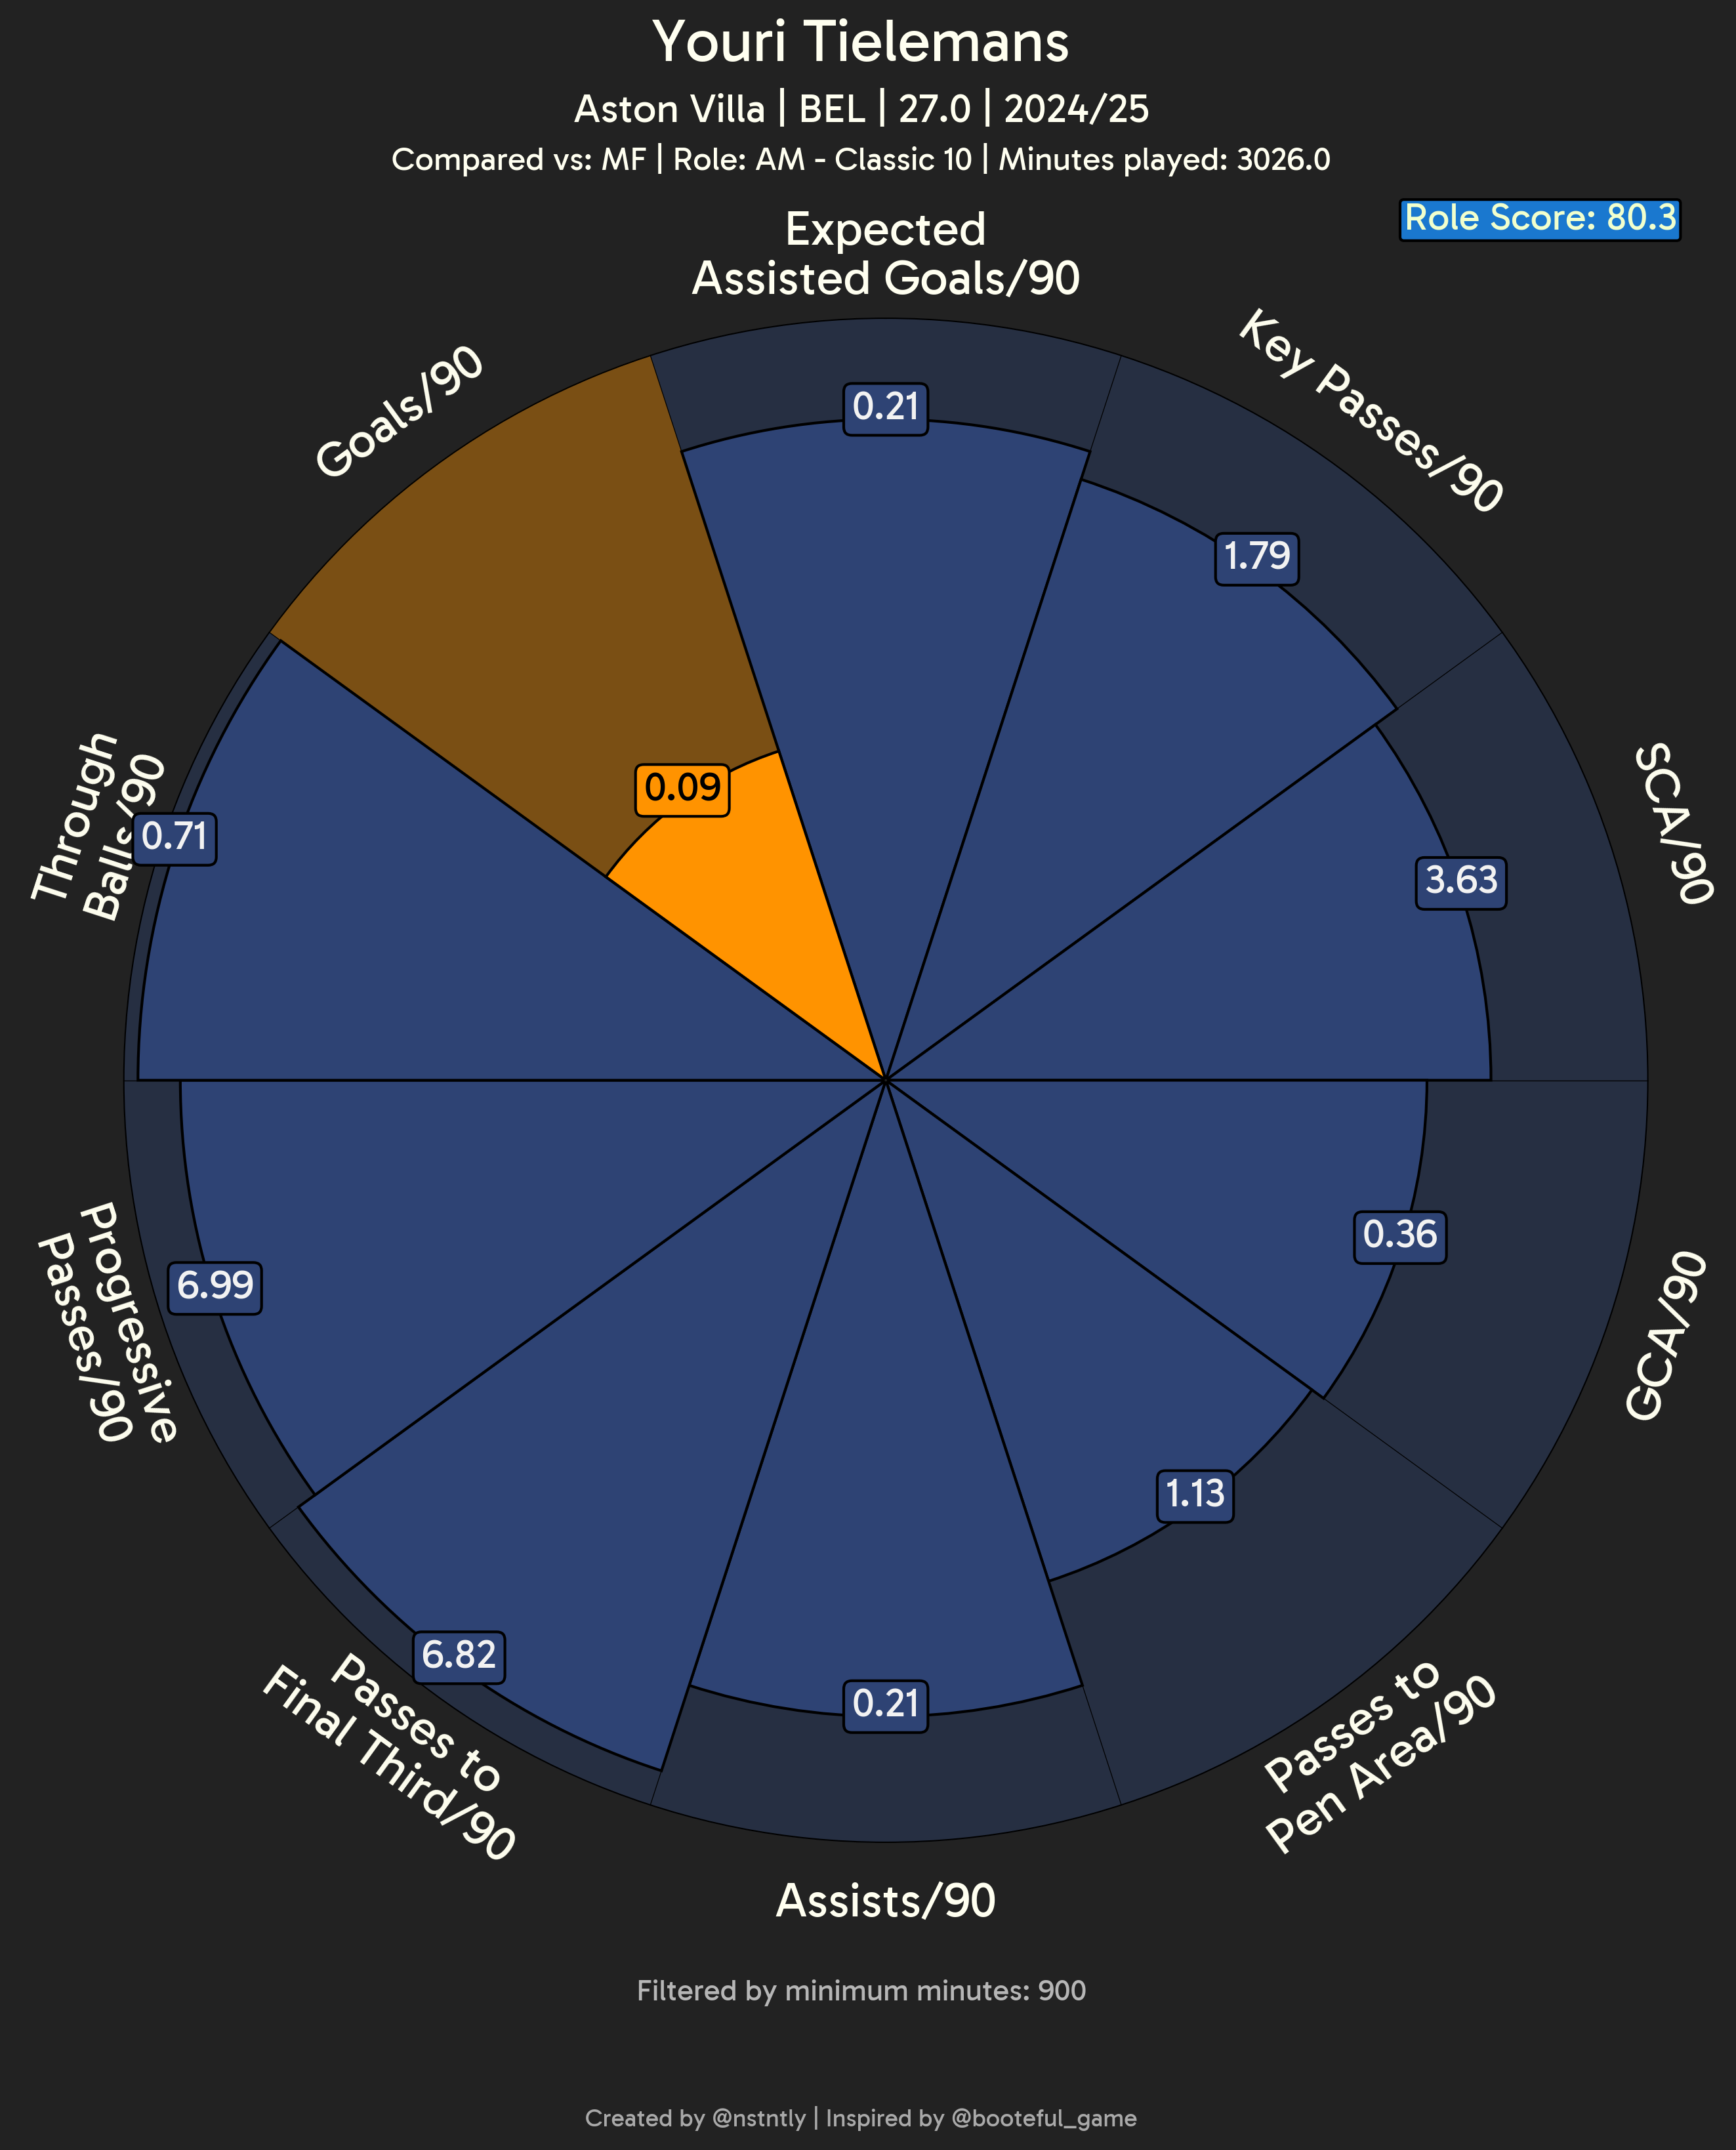 Youri Tielemans
Aston Villa | BEL | 27.0 | 2024/25
Compared vs: MF | Role: AM - Classic 10 | Minutes played: 3026.0
Role Score: 80.3
Expected
Assisted Goals/90
0.21
Key Passes/90
1.79
SCA/90
3.63
GCA/90
0.36
Passes to
Pen Area/90
1.13
Assists/90
0.21
Passes to
Final Third/90
6.82
Progressive
Passes/90
6.99
Through
Balls/90
0.71
Goals/90
0.09
Filtered by minimum minutes: 900
Created by @nstntly | Inspired by @booteful_game